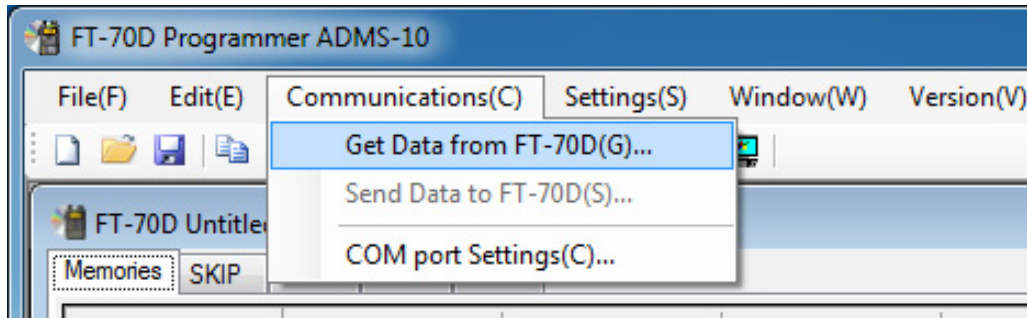 FT-70D Programmer ADMS-10
File(F) Edit(E) Communications(C) Settings(S) Window(W) Version(V)
Get Data from FT-70D(G)...
Send Data to FT-70D(S)...
COM port Settings(C)...
FT-70D
Memories SKIP